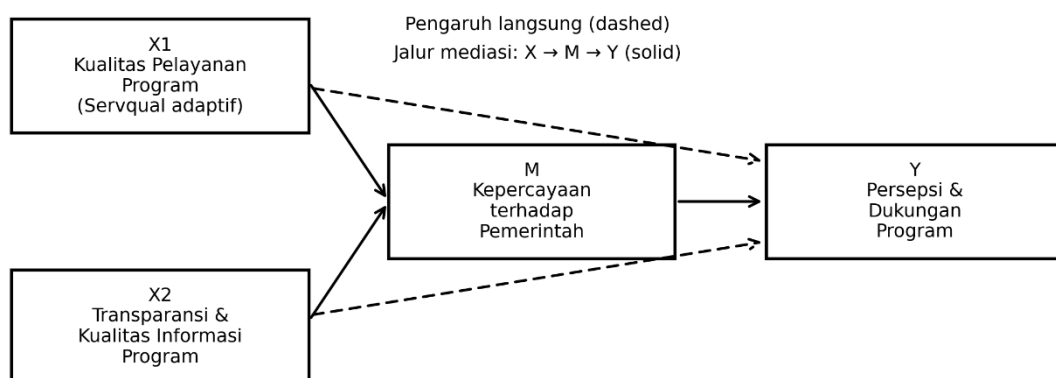 Pengaruh langsung (dashed)
Jalur mediasi: X → M → Y (solid)
X1
Kualitas Pelayanan
Program
(Servqual adaptif)
M
Kepercayaan
terhadap
Pemerintah
Y
Persepsi &
Dukungan
Program
X2
Transparansi &
Kualitas Informasi
Program